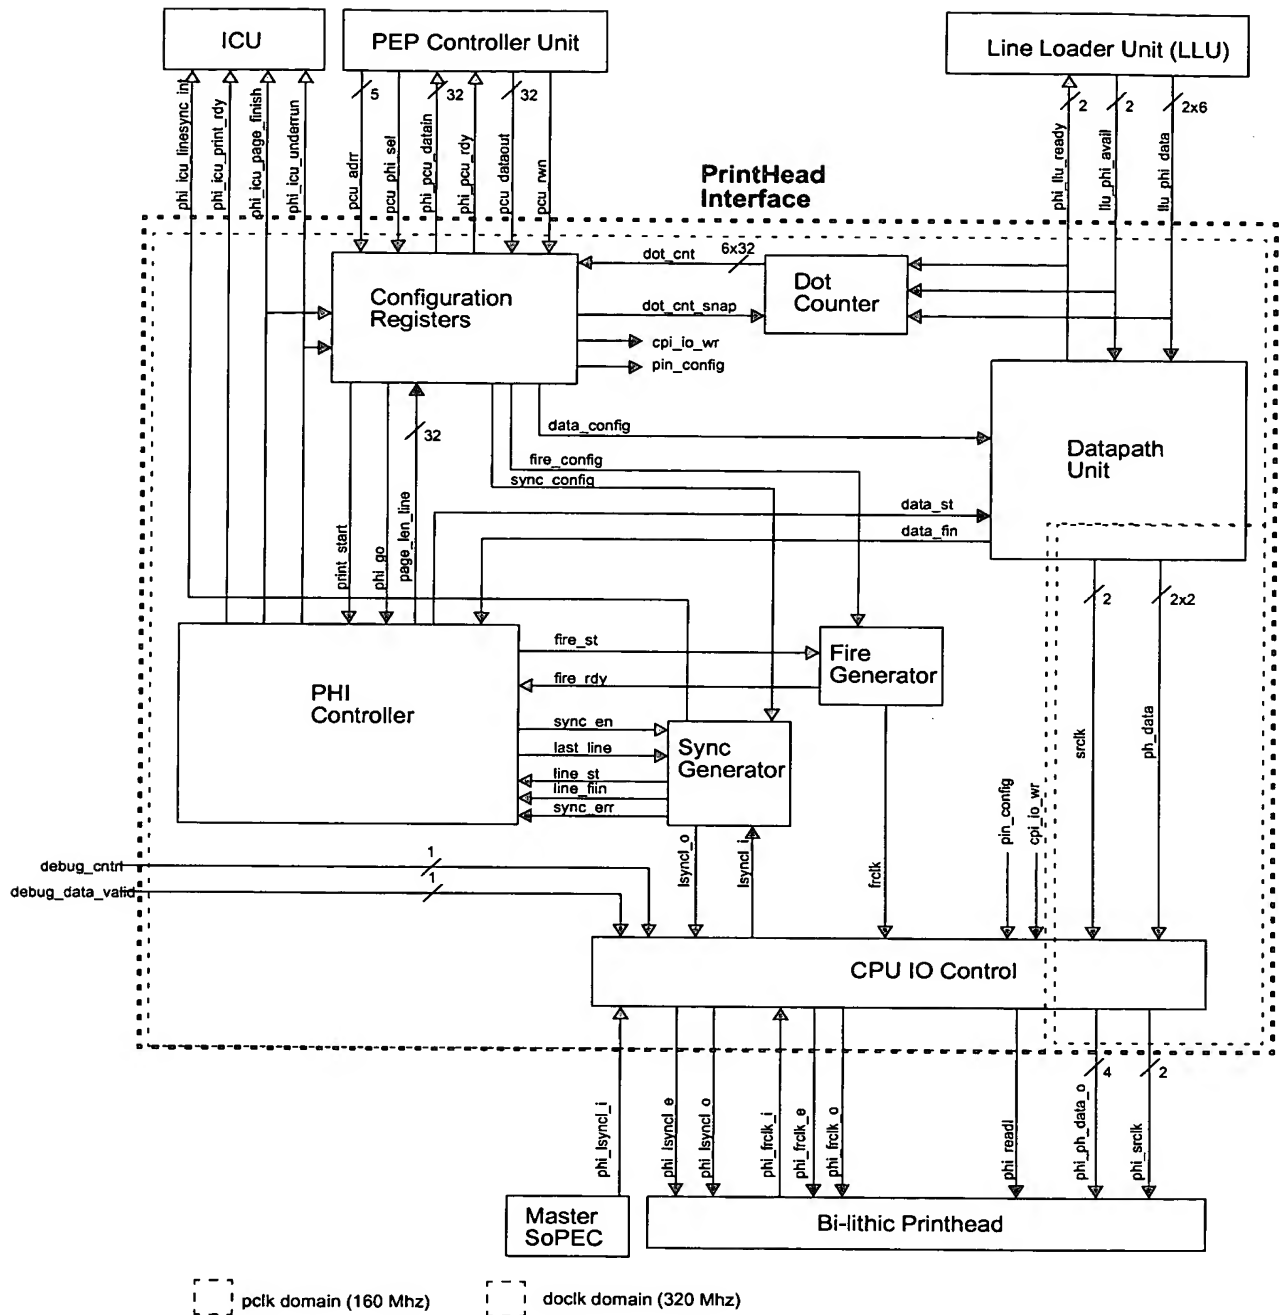 ICU
PEP Controller Unit
Line Loader Unit (LLU)
phi_icu_linesync_int
phi_icu_print_rdy
phi_icu_page_finish
phi_icu_underrun
5
32
32
pcu_adrr
pcu_phi_sel
phi_pcu_datain
phi_pcu_rdy
pcu_dataout
pcu_rwn
2
2
2x6
phi_llu_ready
llu_phi_avail
llu_phi_data
PrintHead
Interface
Configuration
Registers
dot_cnt
6x32
dot_cnt_snap
cpi_io_wr
pin_config
Dot
Counter
Datapath
Unit
32
data_config
fire_config
sync_config
data_st
data_fin
print_start
phi_go
page_len_line
2
2x2
srclk
ph_data
PHI
Controller
fire_st
fire_rdy
Fire
Generator
sync_en
last_line
line_st
line_fiin
sync_err
Sync
Generator
debug_cntrl
1
debug_data_valid
1
lsyncl_o
lsyncl_i
frclk
pin_config
cpi_io_wr
CPU IO Control
phi_lsyncl_i
phi_lsyncl_e
phi_lsyncl_o
phi_frclk_i
phi_frclk_e
phi_frclk_o
phi_readl
phi_ph_data_o
4
phi_srclk
2
Master
SoPEC
Bi-lithic Printhead
pclk domain (160 Mhz)
doclk domain (320 Mhz)